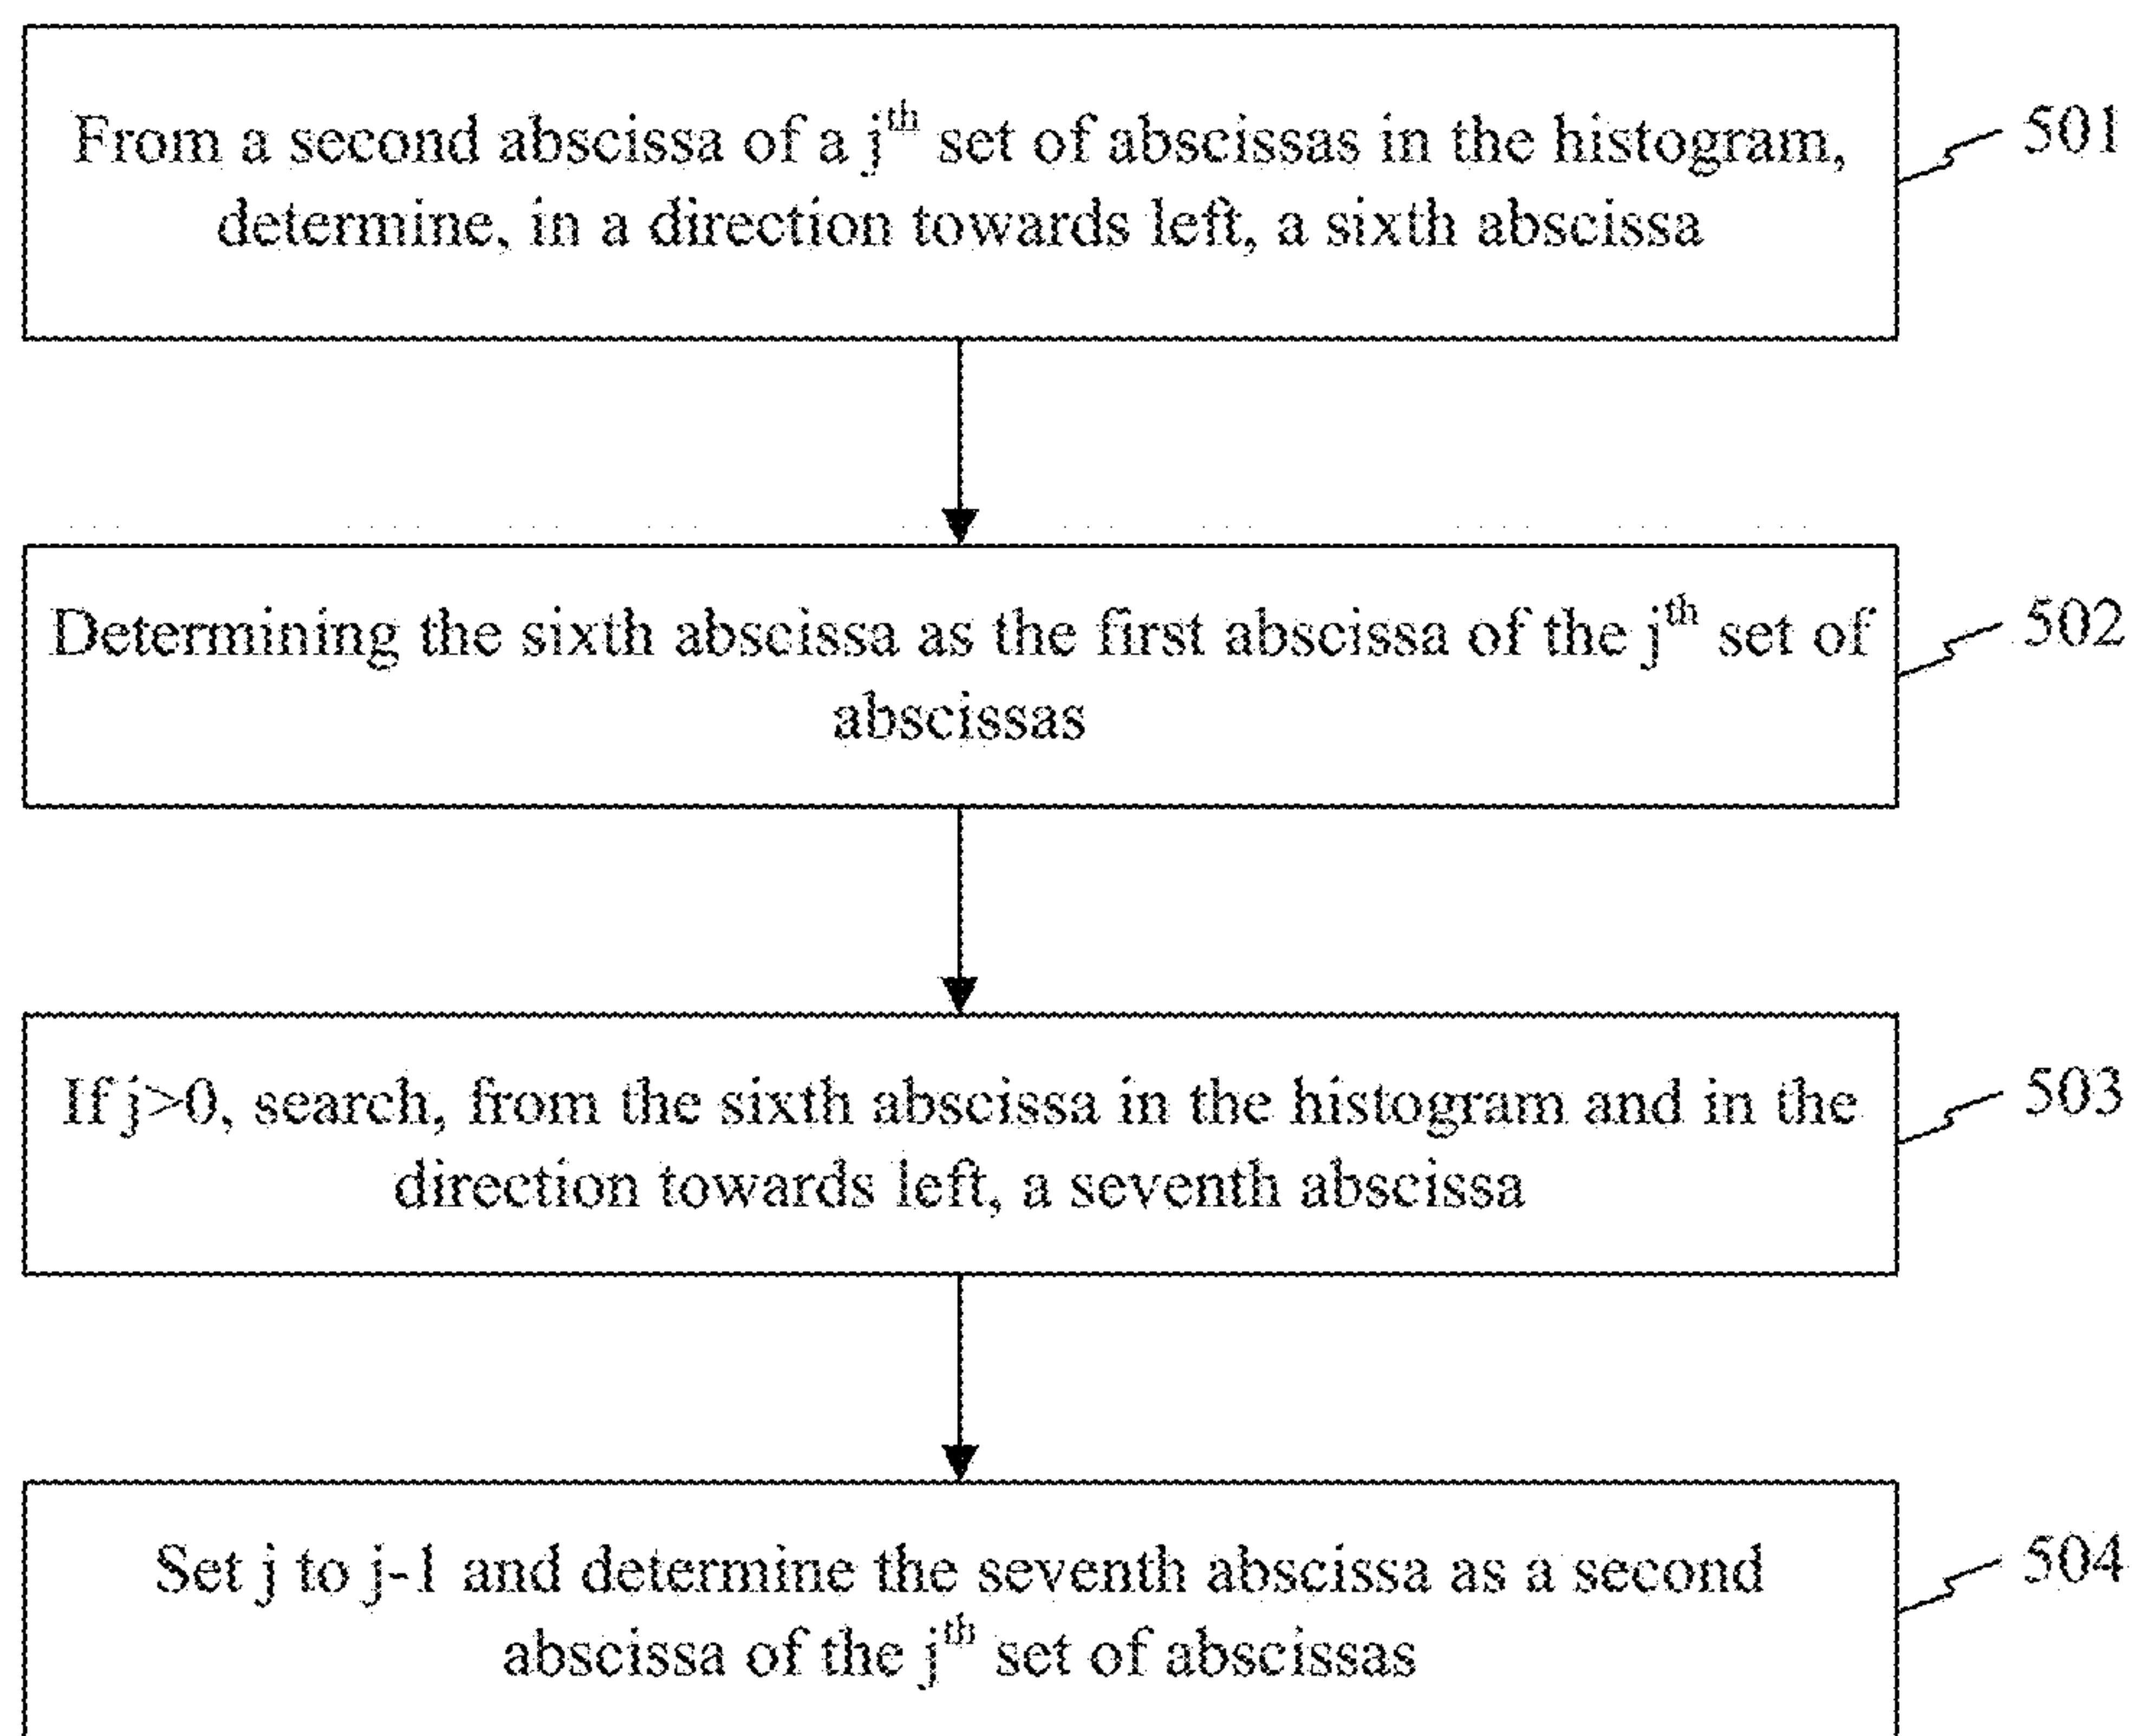 From a second abscissa of a jth set of abscissas in the histogram,
determine, in a direction towards left, a sixth abscissa
501
Determining the sixth abscissa as the first abscissa of the jth set of
abscissas
502
If j>0, search, from the sixth abscissa in the histogram and in the
direction towards left, a seventh abscissa
503
Set j to j-1 and determine the seventh abscissa as a second
abscissa of the jth set of abscissas
504